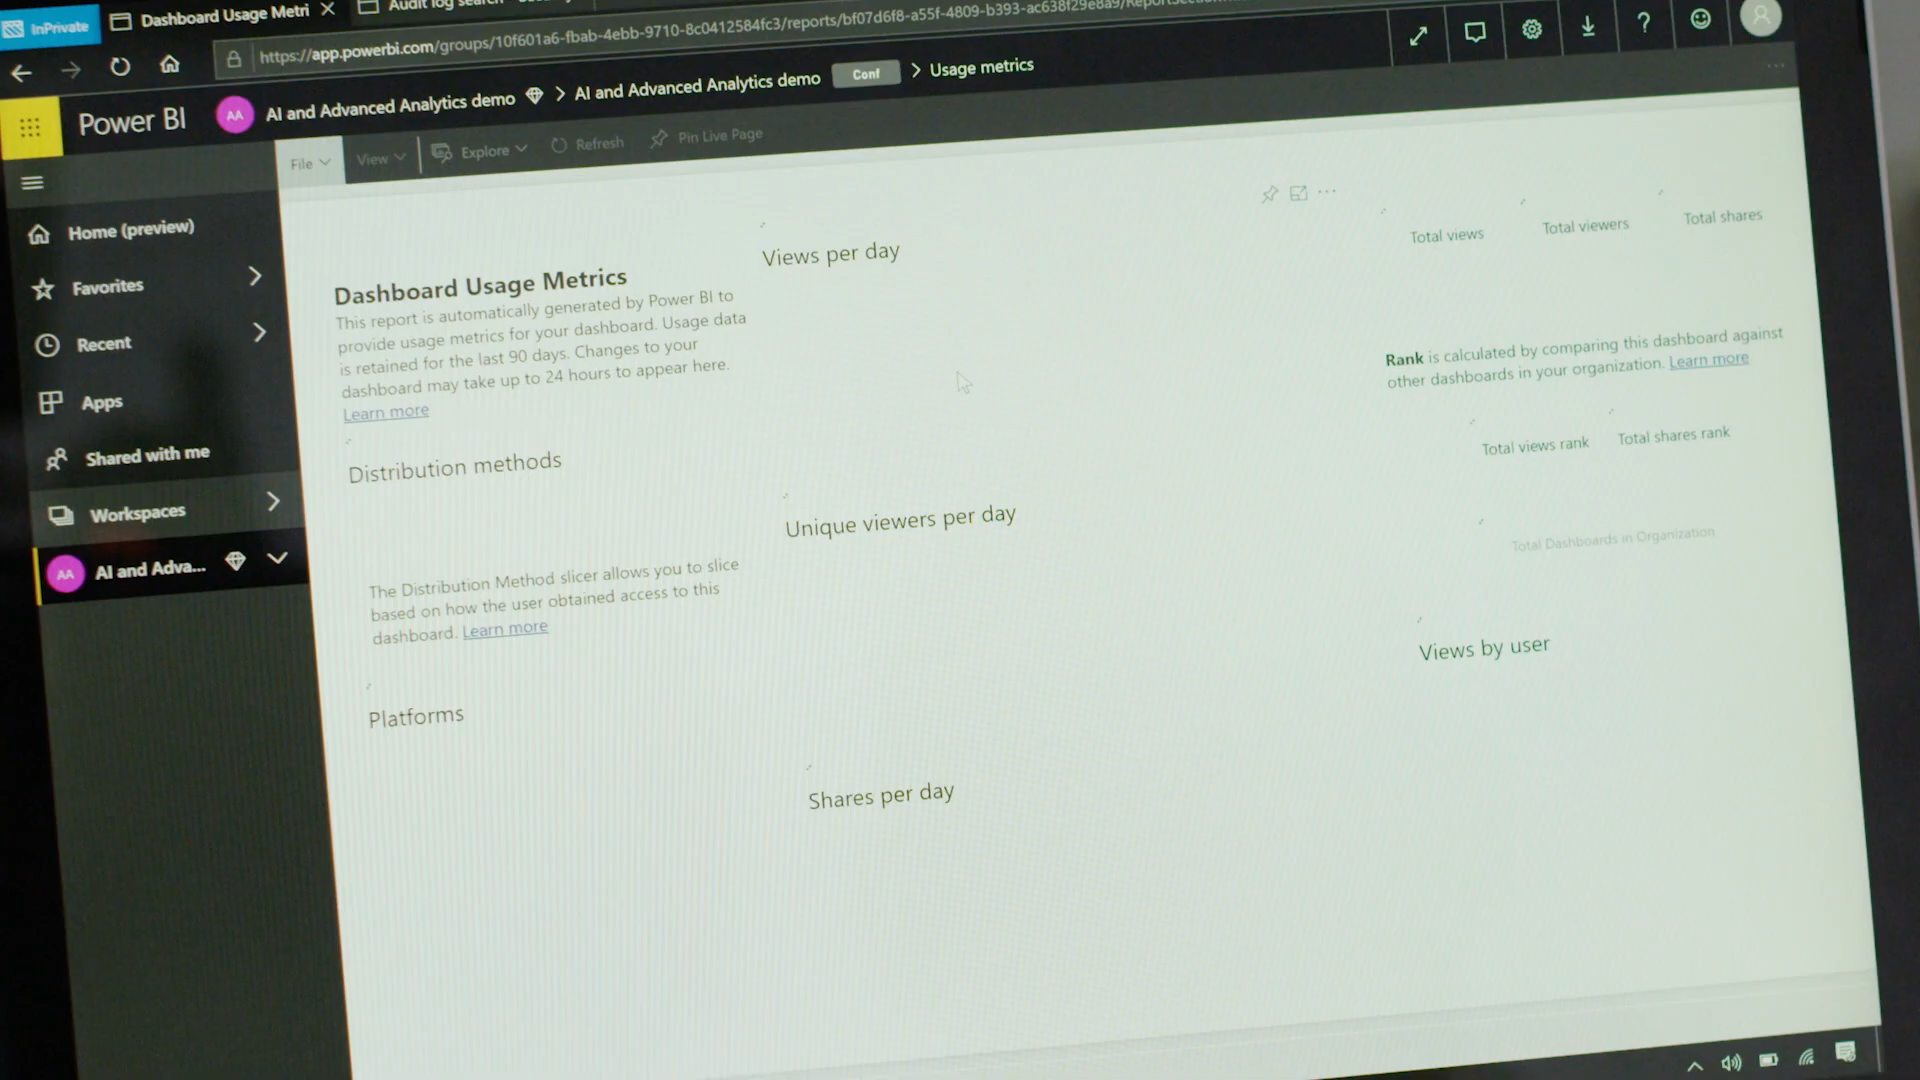 InPrivate
Dashboard Usage Metri
Audit log search
https://app.powerbi.com/groups/10f601a6-fbab-4ebb-9710-8c0412584fc3/reports/bf07d6f8-a55f-4809-b393-ac638f29e8a9/ReportSection
Power BI
AA
AI and Advanced Analytics demo > AI and Advanced Analytics demo
Conf
> Usage metrics
File
View
Explore
Refresh
Pin Live Page
Home (preview)
Favorites
Recent
Apps
Shared with me
Workspaces
AA
AI and Adva...
Dashboard Usage Metrics
This report is automatically generated by Power BI to
provide usage metrics for your dashboard. Usage data
is retained for the last 90 days. Changes to your
dashboard may take up to 24 hours to appear here.
Learn more
Distribution methods
The Distribution Method slicer allows you to slice
based on how the user obtained access to this
dashboard. Learn more
Platforms
Views per day
Unique viewers per day
Shares per day
Total views
Total viewers
Total shares
Rank is calculated by comparing this dashboard against
other dashboards in your organization. Learn more
Total views rank
Total shares rank
Total Dashboards in Organization
Views by user